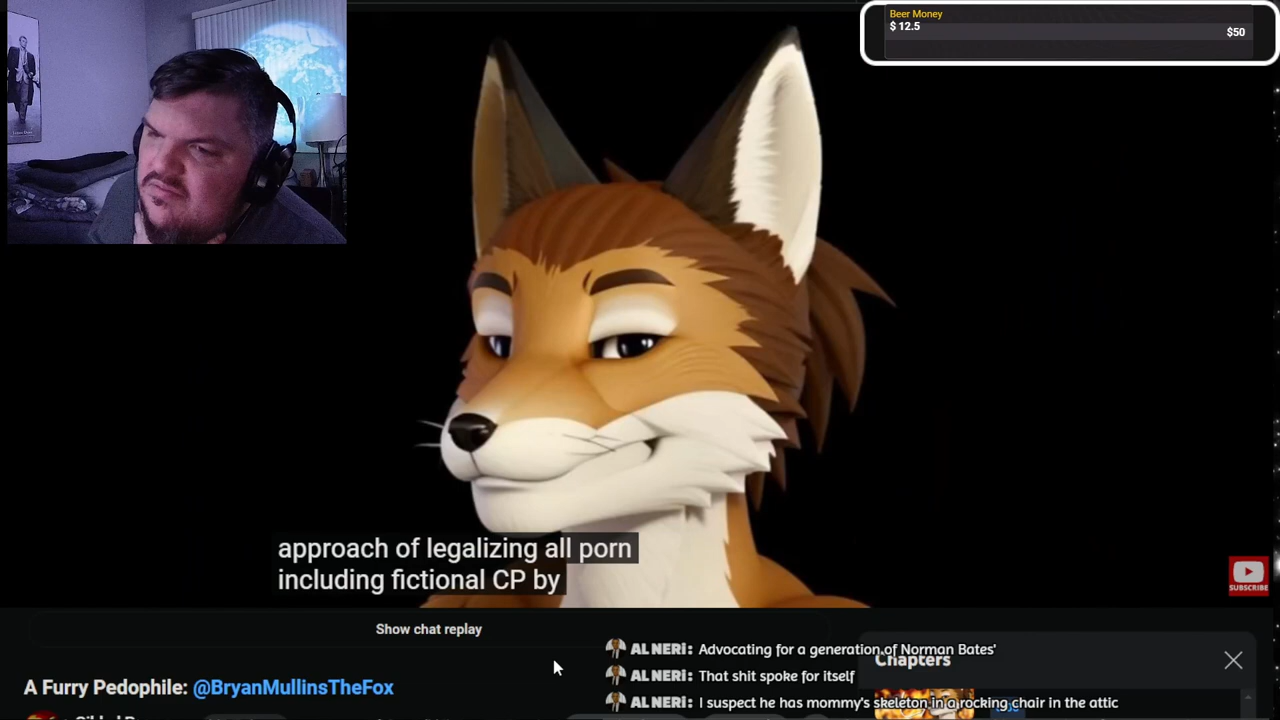 Beer Money
$ 12.5
$50
approach of legalizing all porn
including fictional CP by
SUBSCRIBE
Show chat replay
AL NERI: Advocating for a generation of Norman Bates'
Chapters
AL NERI: That shit spoke for itself
A Furry Pedophile: @BryanMullinsTheFox
AL NERI: I suspect he has mommy's skeleton in a rocking chair in the attic